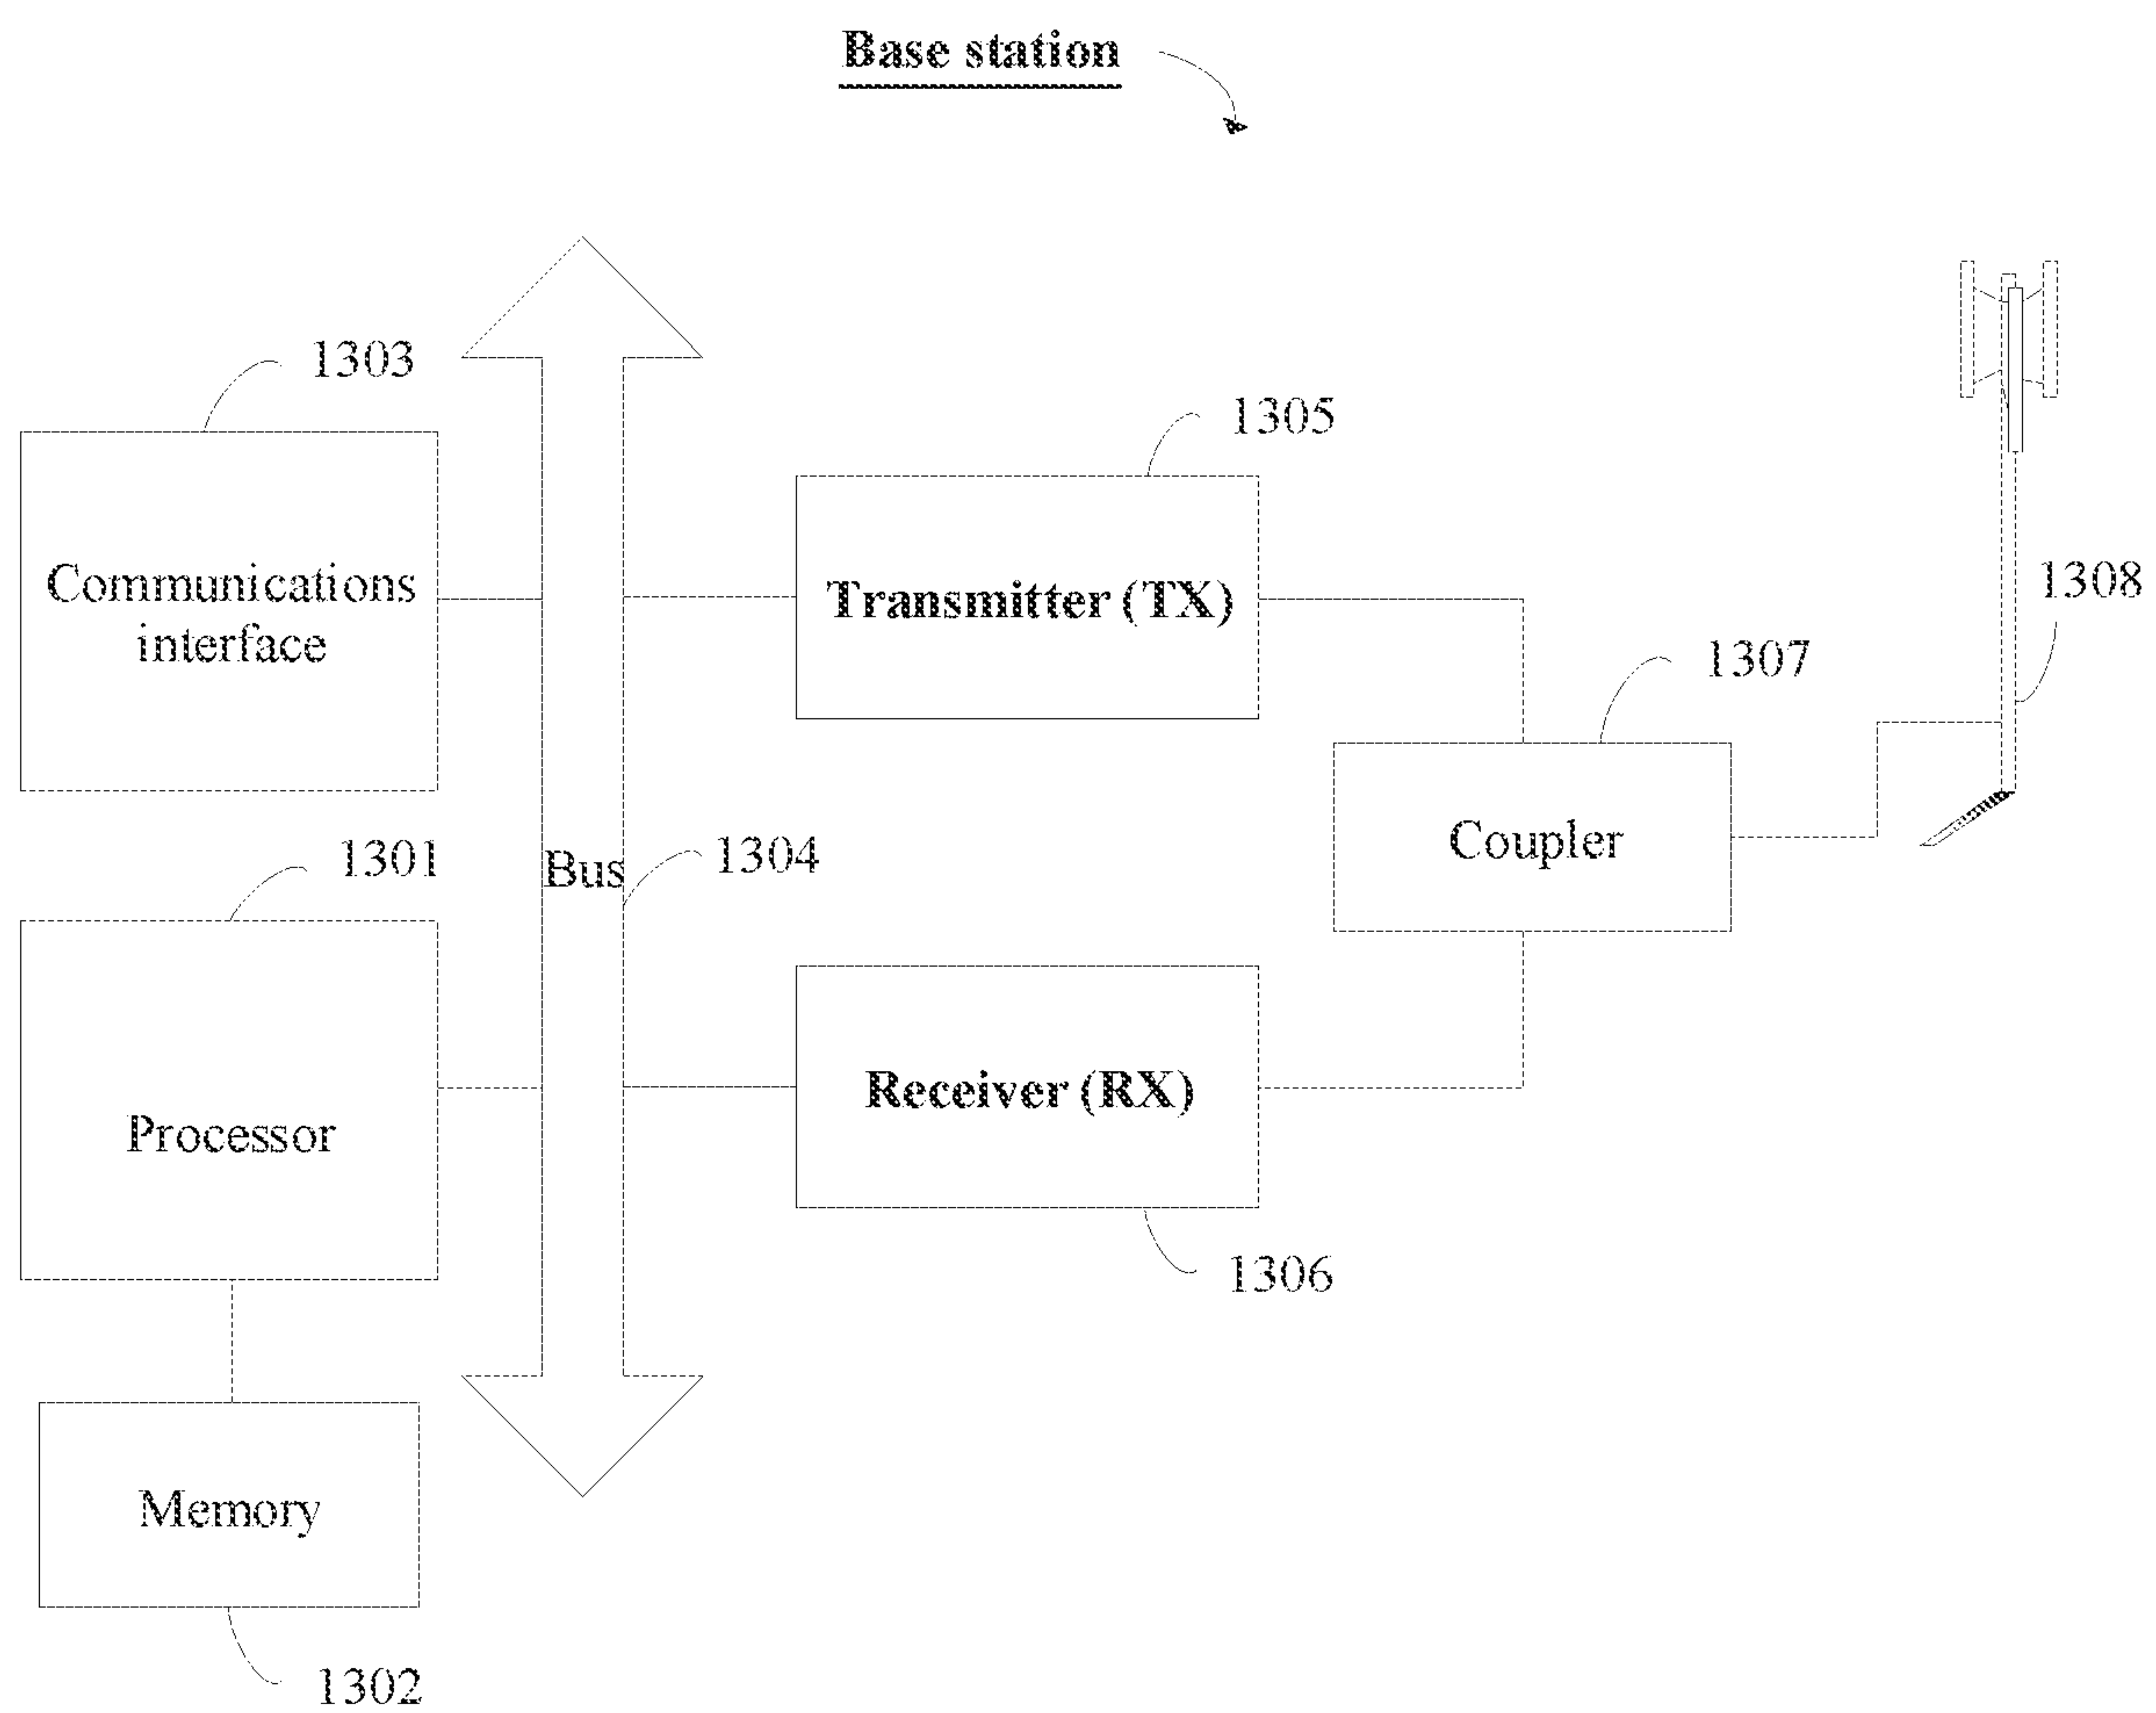 Base station
1303
1305
Communications
interface
Transmitter (TX)
1308
1307
1301
Bus
1304
Coupler
Processor
Receiver (RX)
1306
Memory
1302